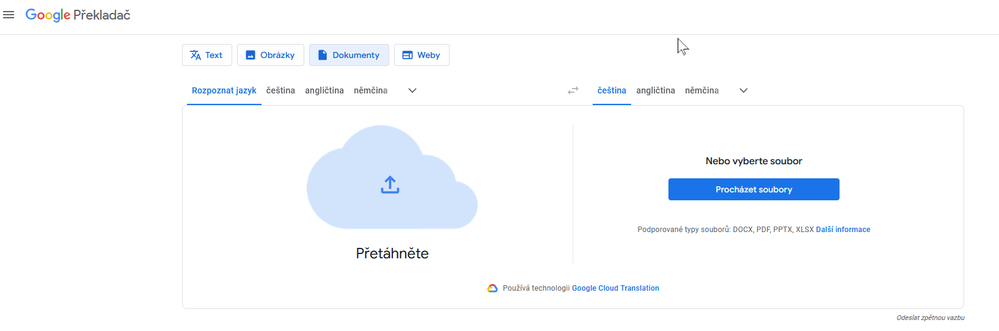 Google Překladač
Text Obrázky Dokumenty Weby
Rozpoznat jazyk čeština angličtina němčina čeština angličtina němčina
Přetáhněte
Nebo vyberte soubor
Procházet soubory
Podporované typy souborů: DOCX, PDF, PPTX, XLSX Další informace
Používá technologii Google Cloud Translation
Odeslat zpětnou vazbu